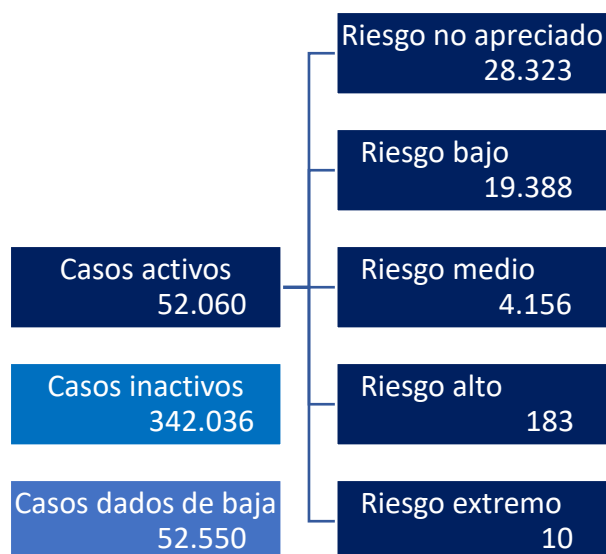 Casos activos
52.060
Casos inactivos
342.036
Casos dados de baja
52.550
Riesgo no apreciado
28.323
Riesgo bajo
19.388
Riesgo medio
4.156
Riesgo alto
183
Riesgo extremo
10